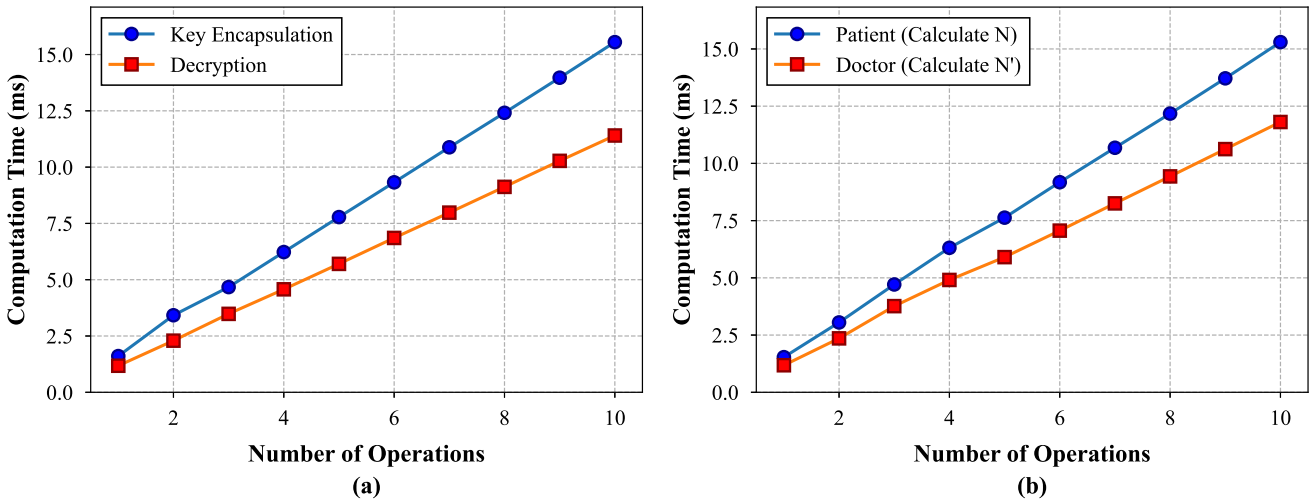 Key Encapsulation
Decryption
15.0
12.5
10.0
7.5
5.0
2.5
0.0
2 4 6 8 10
Computation Time (ms)
Number of Operations
(a)
Patient (Calculate N)
Doctor (Calculate N')
15.0
12.5
10.0
7.5
5.0
2.5
0.0
2 4 6 8 10
Computation Time (ms)
Number of Operations
(b)